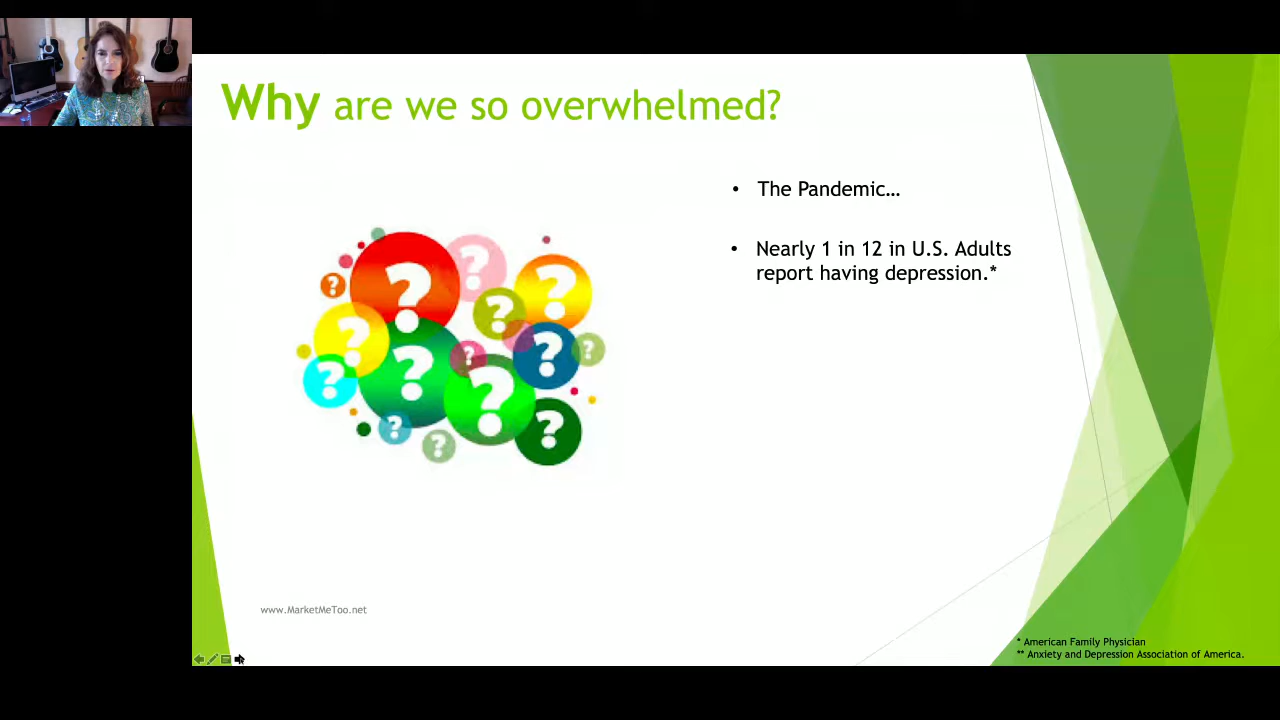 Why are we so overwhelmed?
• The Pandemic…
• Nearly 1 in 12 in U.S. Adults
report having depression.*
? ? ? ? ? ? ? ? ? ? ? ? ? ?
www.MarketMeToo.net
* American Family Physician
** Anxiety and Depression Association of America.